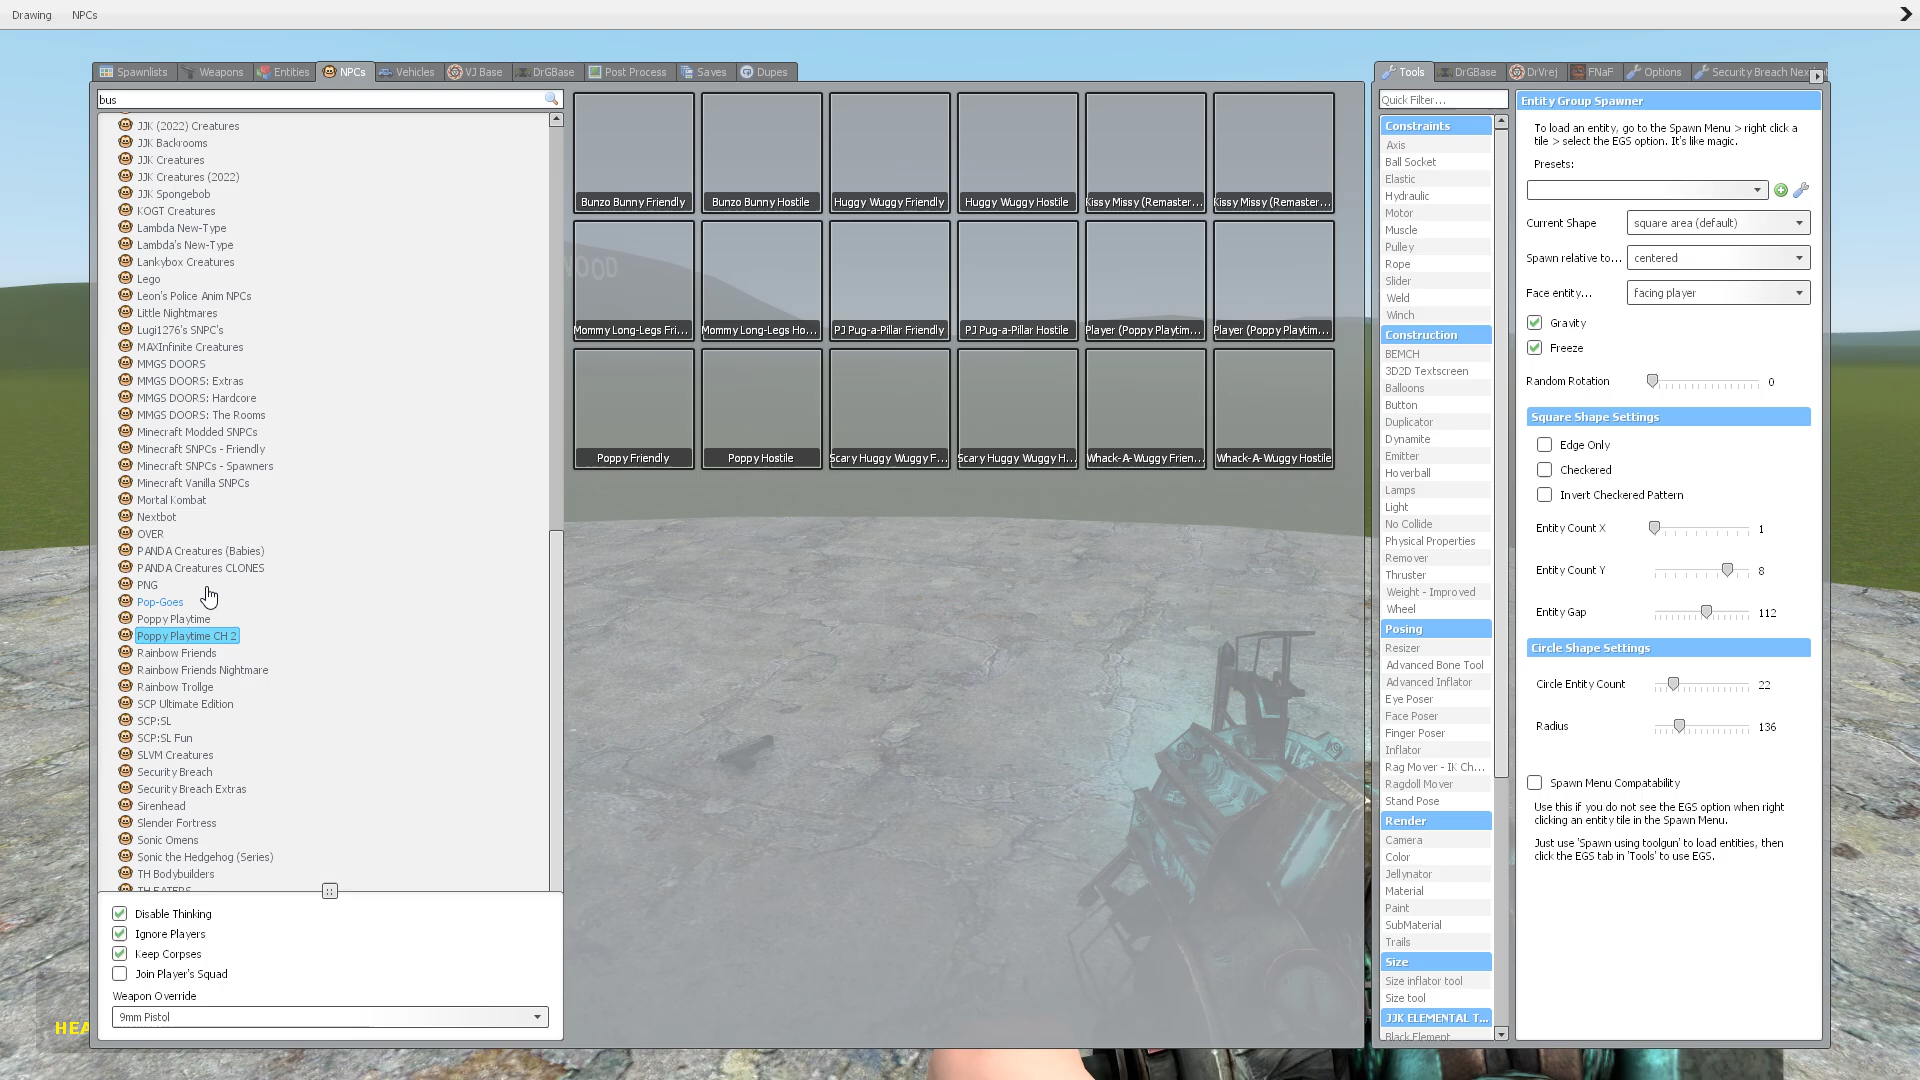 Drawing NPCs
Spawnlists Weapons Entities NPCs Vehicles VJ Base DrGBase Post Process Saves Dupes
bus
JJK (2022) Creatures
JJK Backrooms
JJK Creatures
JJK Creatures (2022)
JJK Spongebob
KOGT Creatures
Lambda New-Type
Lambda's New-Type
Lankybox Creatures
Lego
Leon's Police Anim NPCs
Little Nightmares
Lugi1276's SNPC's
MAXInfinite Creatures
MMGS DOORS
MMGS DOORS: Extras
MMGS DOORS: Hardcore
MMGS DOORS: The Rooms
Minecraft Modded SNPCs
Minecraft SNPCs - Friendly
Minecraft SNPCs - Spawners
Minecraft Vanilla SNPCs
Mortal Kombat
Nextbot
OVER
PANDA Creatures (Babies)
PANDA Creatures CLONES
PNG
Pop-Goes
Poppy Playtime
Poppy Playtime CH 2
Rainbow Friends
Rainbow Friends Nightmare
Rainbow Trollge
SCP Ultimate Edition
SCP:SL
SCP:SL Fun
SLVM Creatures
Security Breach
Security Breach Extras
Sirenhead
Slender Fortress
Sonic Omens
Sonic the Hedgehog (Series)
TH Bodybuilders
TH EATERS
Disable Thinking
Ignore Players
Keep Corpses
Join Player's Squad
Weapon Override
9mm Pistol
HEA
Bunzo Bunny Friendly Bunzo Bunny Hostile Huggy Wuggy Friendly Huggy Wuggy Hostile Kissy Missy (Remaster... Kissy Missy (Remaster...
WOOD
Mommy Long-Legs Fri... Mommy Long-Legs Ho... PJ Pug-a-Pillar Friendly PJ Pug-a-Pillar Hostile Player (Poppy Playtim... Player (Poppy Playtim...
Poppy Friendly Poppy Hostile Scary Huggy Wuggy F... Scary Huggy Wuggy H... Whack-A-Wuggy Frien... Whack-A-Wuggy Hostile
Tools DrGBase DrVrej FNaF Options Security Breach Nextbot
Quick Filter...
Constraints
Axis
Ball Socket
Elastic
Hydraulic
Motor
Muscle
Pulley
Rope
Slider
Weld
Winch
Construction
BEMCH
3D2D Textscreen
Balloons
Button
Duplicator
Dynamite
Emitter
Hoverball
Lamps
Light
No Collide
Physical Properties
Remover
Thruster
Weight - Improved
Wheel
Posing
Resizer
Advanced Bone Tool
Advanced Inflator
Eye Poser
Face Poser
Finger Poser
Inflator
Rag Mover - IK Ch...
Ragdoll Mover
Stand Pose
Render
Camera
Color
Jellynator
Material
Paint
SubMaterial
Trails
Size
Size inflator tool
Size tool
JJK ELEMENTAL T...
Black Element
Entity Group Spawner
To load an entity, go to the Spawn Menu > right click a
tile > select the EGS option. It's like magic.
Presets:
Current Shape square area (default)
Spawn relative to... centered
Face entity... facing player
Gravity
Freeze
Random Rotation 0
Square Shape Settings
Edge Only
Checkered
Invert Checkered Pattern
Entity Count X 1
Entity Count Y 8
Entity Gap 112
Circle Shape Settings
Circle Entity Count 22
Radius 136
Spawn Menu Compatability
Use this if you do not see the EGS option when right
clicking an entity tile in the Spawn Menu.
Just use 'Spawn using toolgun' to load entities, then
click the EGS tab in 'Tools' to use EGS.